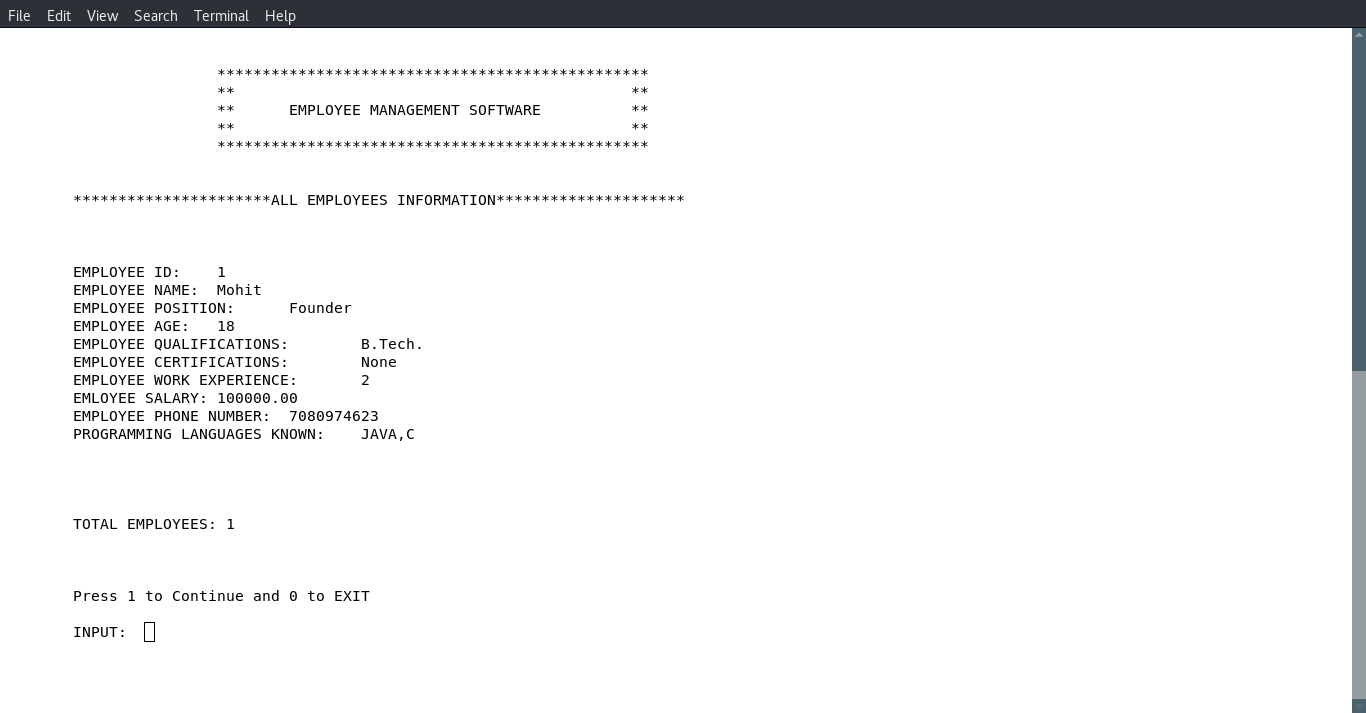 File Edit View Search Terminal Help
************************************************
** **
** EMPLOYEE MANAGEMENT SOFTWARE **
** **
************************************************
**********************ALL EMPLOYEES INFORMATION*********************
EMPLOYEE ID: 1
EMPLOYEE NAME: Mohit
EMPLOYEE POSITION: Founder
EMPLOYEE AGE: 18
EMPLOYEE QUALIFICATIONS: B.Tech.
EMPLOYEE CERTIFICATIONS: None
EMPLOYEE WORK EXPERIENCE: 2
EMLOYEE SALARY: 100000.00
EMPLOYEE PHONE NUMBER: 7080974623
PROGRAMMING LANGUAGES KNOWN: JAVA,C
TOTAL EMPLOYEES: 1
Press 1 to Continue and 0 to EXIT
INPUT: